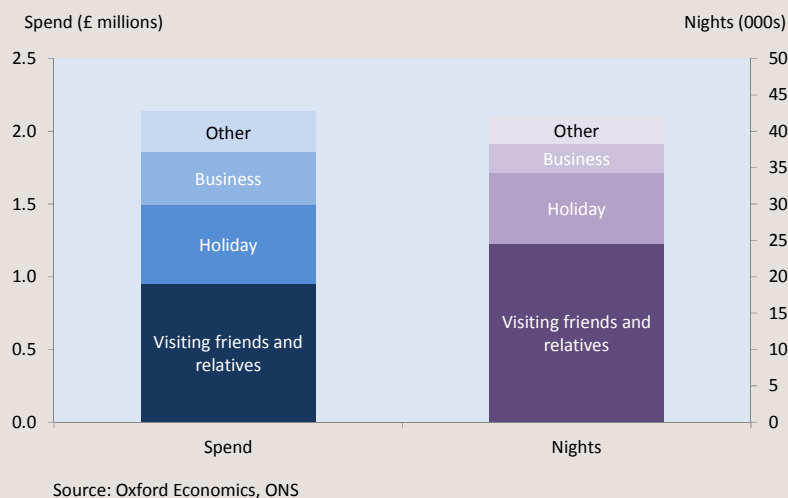 Spend (£ millions)
Nights (000s)
2.5
2.0
1.5
1.0
0.5
0.0
50
45
40
35
30
25
20
15
10
5
0
Other
Business
Holiday
Visiting friends and
relatives
Other
Business
Holiday
Visiting friends and
relatives
Spend
Nights
Source: Oxford Economics, ONS